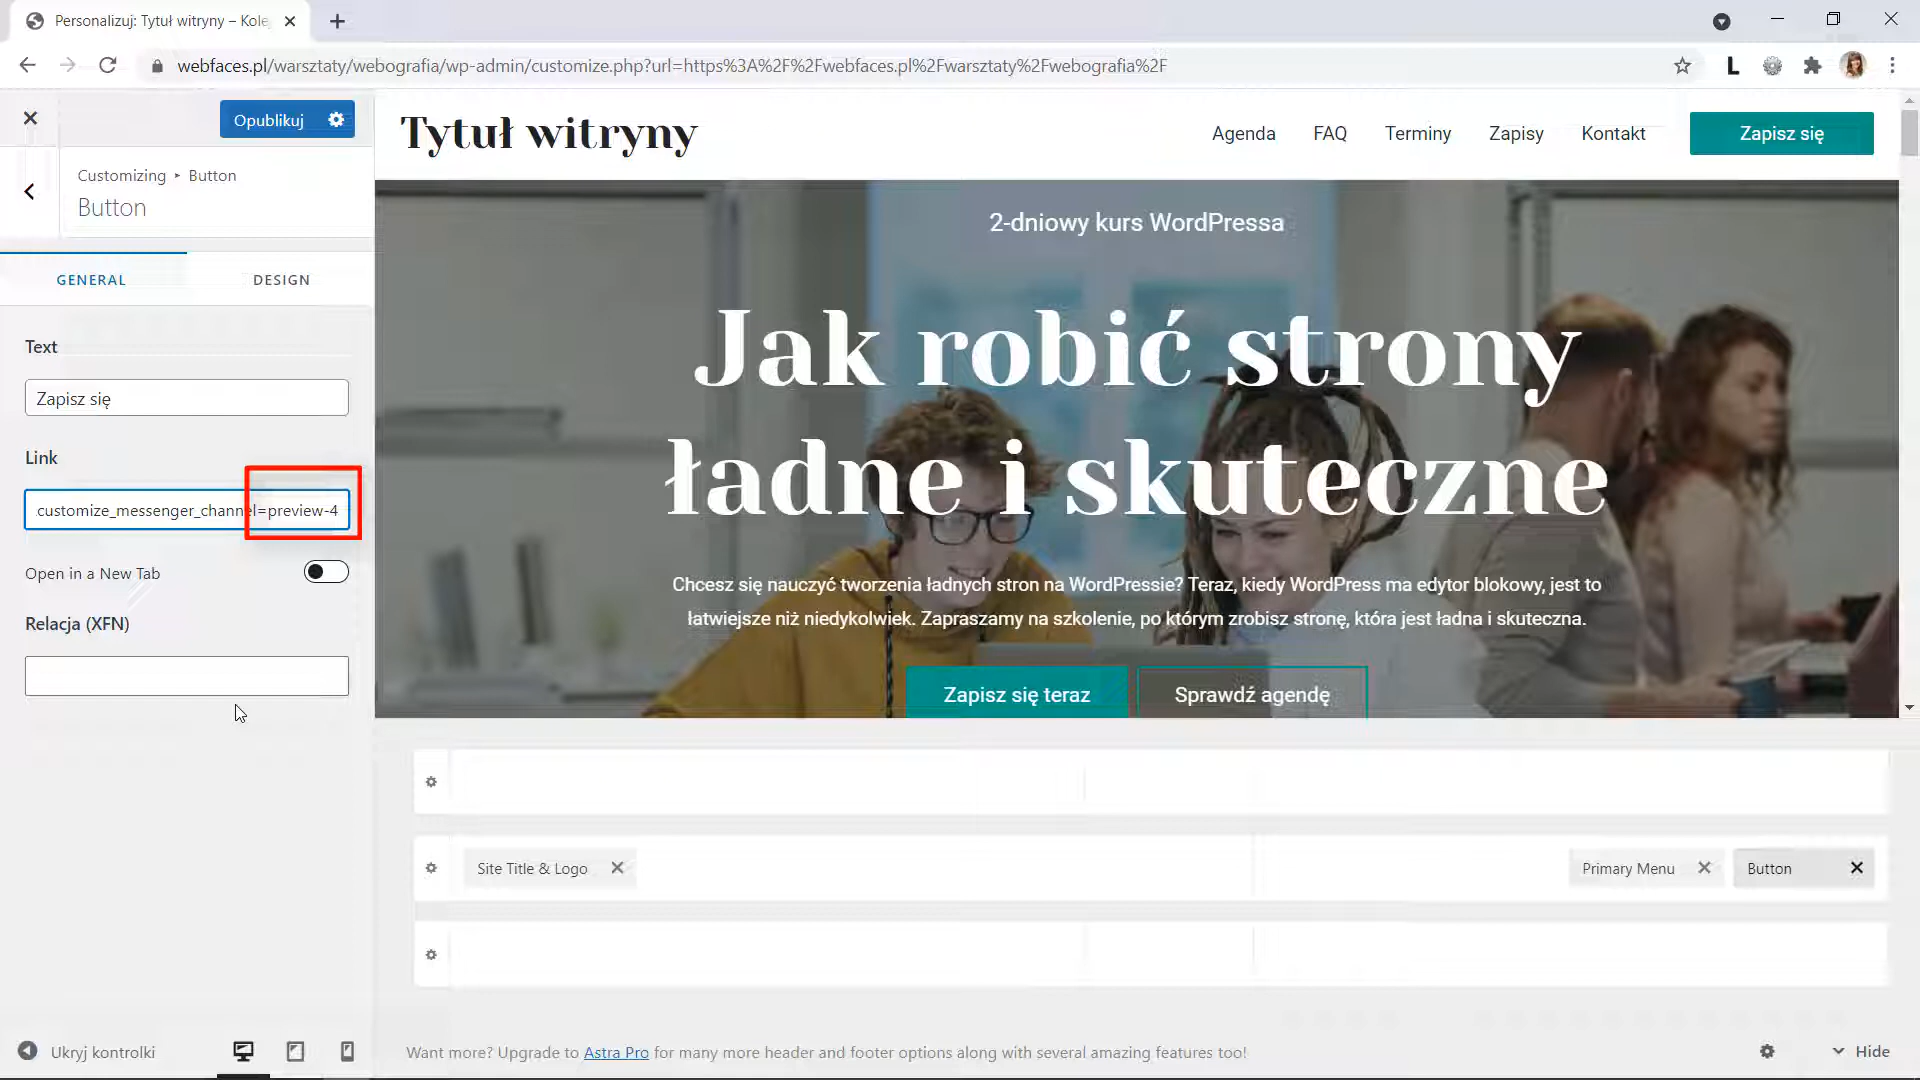 Personalizuj: Tytuł witryny – Kole
webfaces.pl/warsztaty/webografia/wp-admin/customize.php?url=https%3A%2F%2Fwebfaces.pl%2Fwarsztaty%2Fwebografia%2F
Opublikuj
Customizing ▸ Button
Button
GENERAL
DESIGN
Text
Zapisz się
Link
customize_messenger_channel=preview-4
Open in a New Tab
Relacja (XFN)
Ukryj kontrolki
Tytuł witryny
Agenda
FAQ
Terminy
Zapisy
Kontakt
Zapisz się
2-dniowy kurs WordPressa
Jak robić strony
ładne i skuteczne
Chcesz się nauczyć tworzenia ładnych stron na WordPressie? Teraz, kiedy WordPress ma edytor blokowy, jest to
łatwiejsze niż niedykolwiek. Zapraszamy na szkolenie, po którym zrobisz stronę, która jest ładna i skuteczna.
Zapisz się teraz
Sprawdź agendę
Site Title & Logo
Primary Menu
Button
Want more? Upgrade to Astra Pro for many more header and footer options along with several amazing features too!
Hide